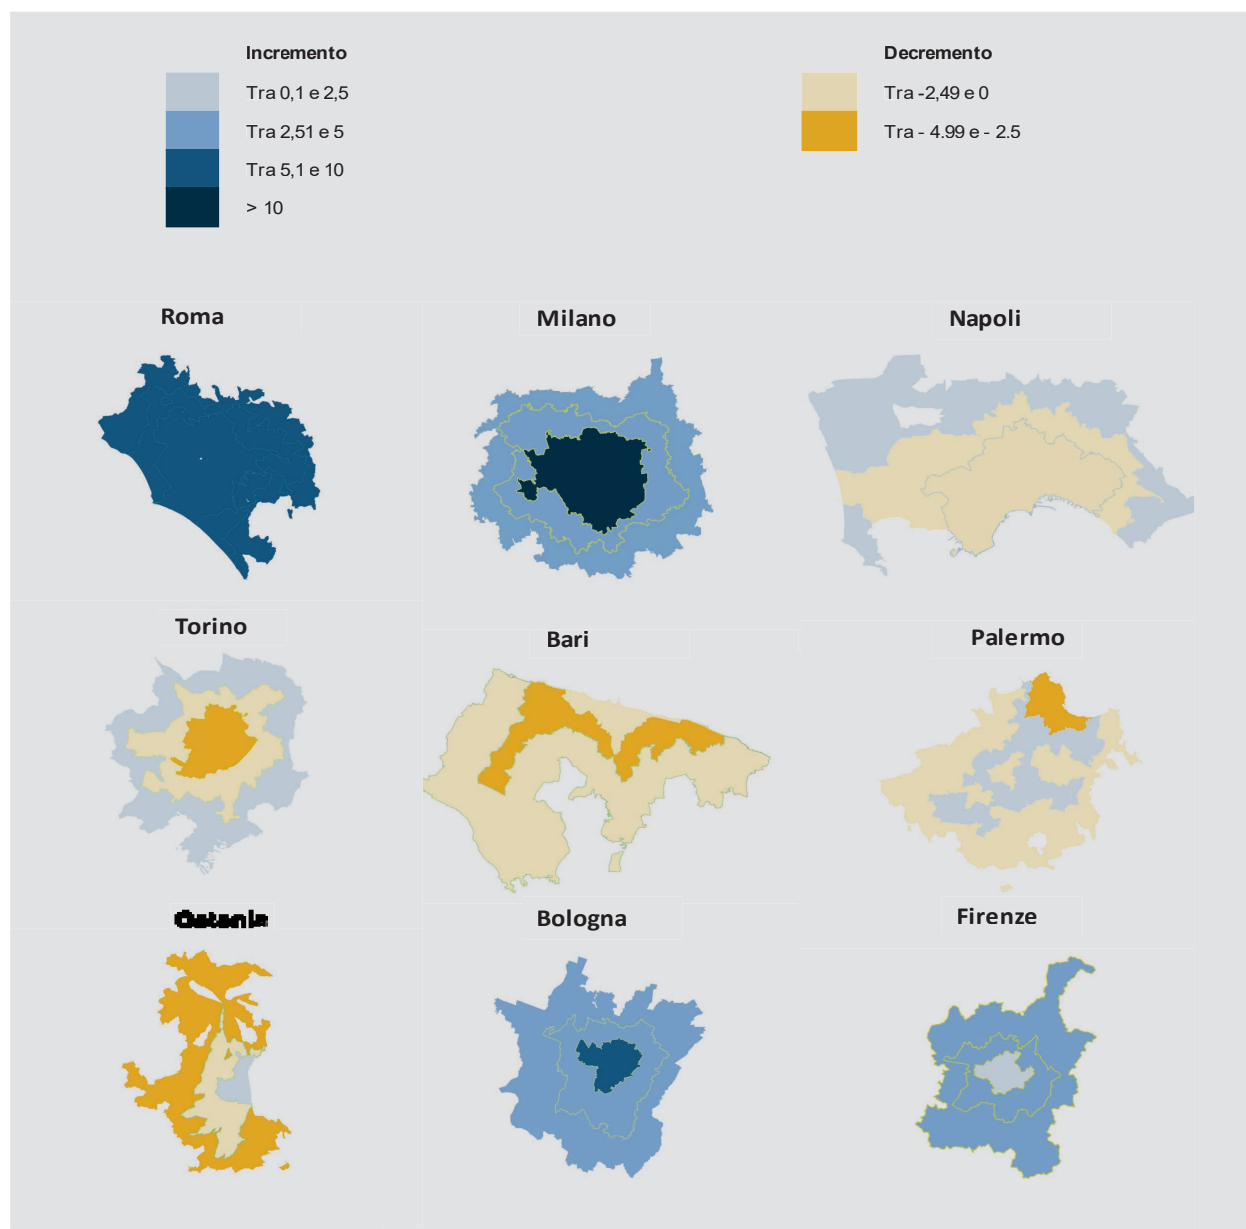 Incremento
Tra 0,1 e 2,5
Tra 2,51 e 5
Tra 5,1 e 10
> 10
Decremento
Tra -2,49 e 0
Tra - 4.99 e - 2.5
Roma
Milano
Napoli
Torino
Bari
Palermo
Catania
Bologna
Firenze